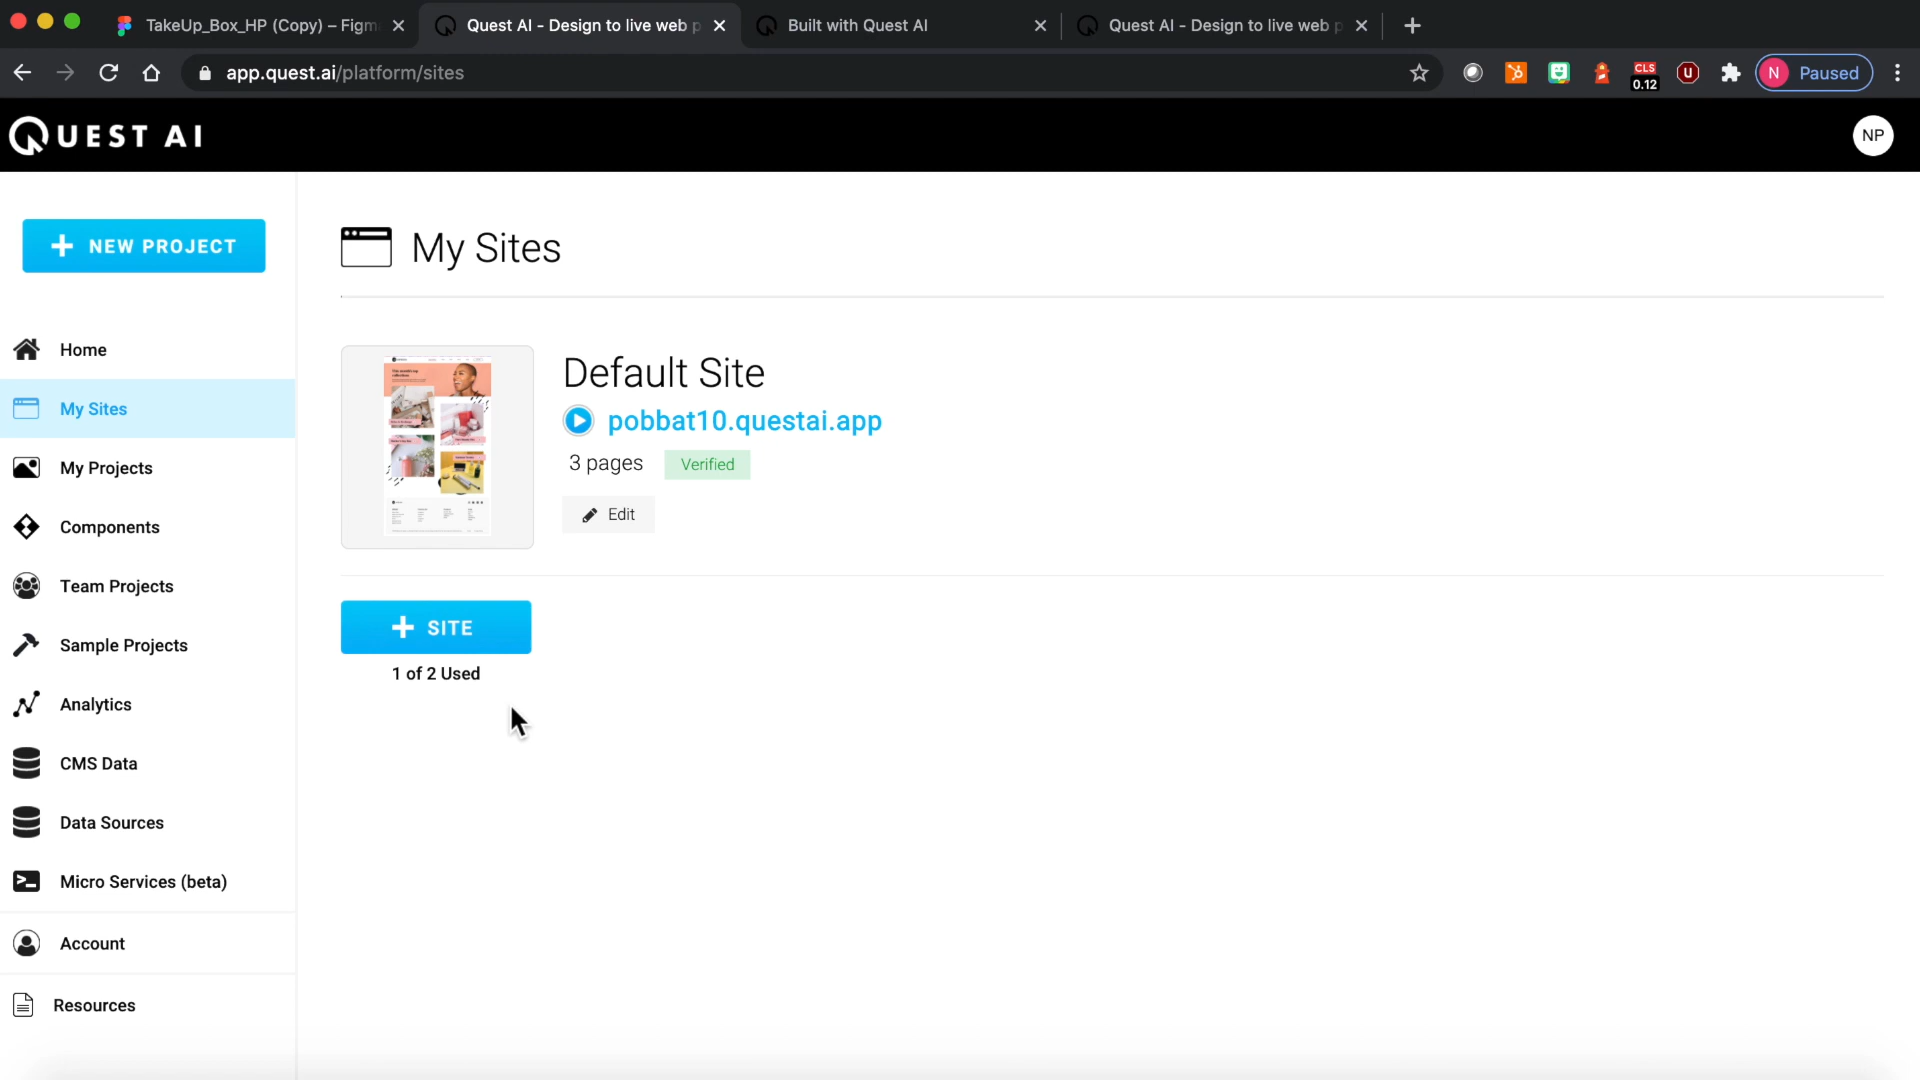 TakeUp_Box_HP (Copy) – Figm
Quest AI - Design to live web p
Built with Quest AI
Quest AI - Design to live web p
app.quest.ai/platform/sites
CLS
0.12
U
N
Paused
QUEST AI
NP
NEW PROJECT
My Sites
Home
Default Site
My Sites
pobbat10.questai.app
3 pages
Verified
My Projects
Edit
Components
Team Projects
SITE
Sample Projects
1 of 2 Used
Analytics
CMS Data
Data Sources
Micro Services (beta)
Account
Resources